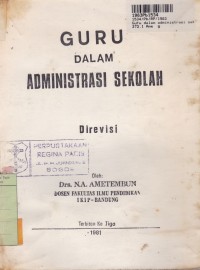 GURU
DALAM
ADMINISTRASI SEKOLAH
Direvisi
PERPUSTAKAAN
REGINA PACIS
BOGOR
Oleh:
Drs. N.A. AMETEMBUN
DOSEN FAKULTAS ILMU PENDIDIKAN
IKIP-BANDUNG
Terbitan Ke Tiga
1981